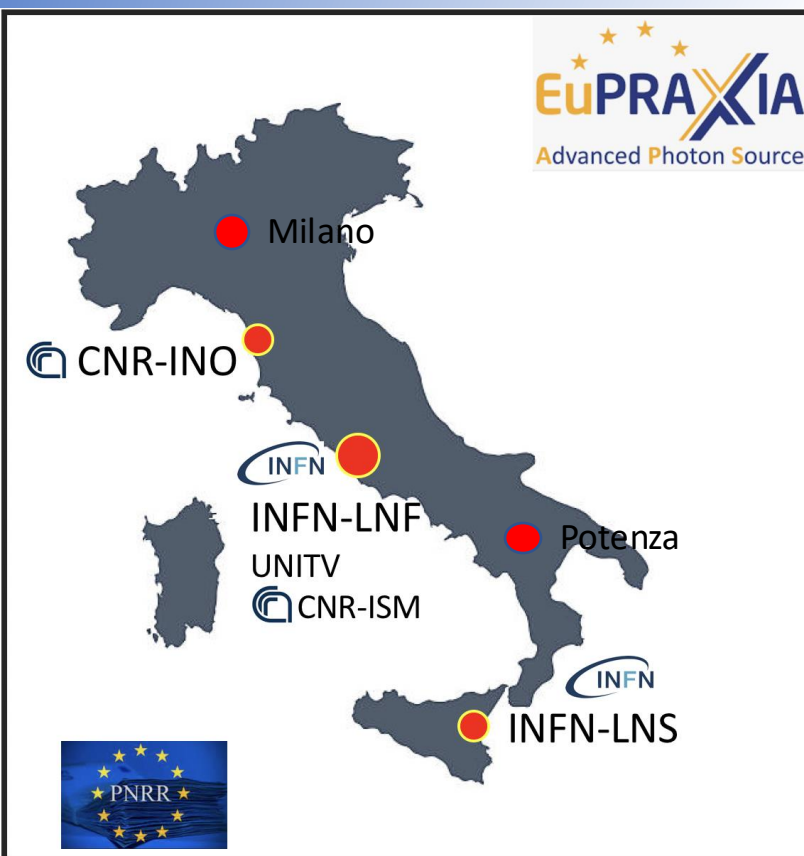 EuPRAXIA
Advanced Photon Source
Milano
CNR-INO
INFN
INFN-LNF
UNITV
CNR-ISM
Potenza
INFN
INFN-LNS
PNRR